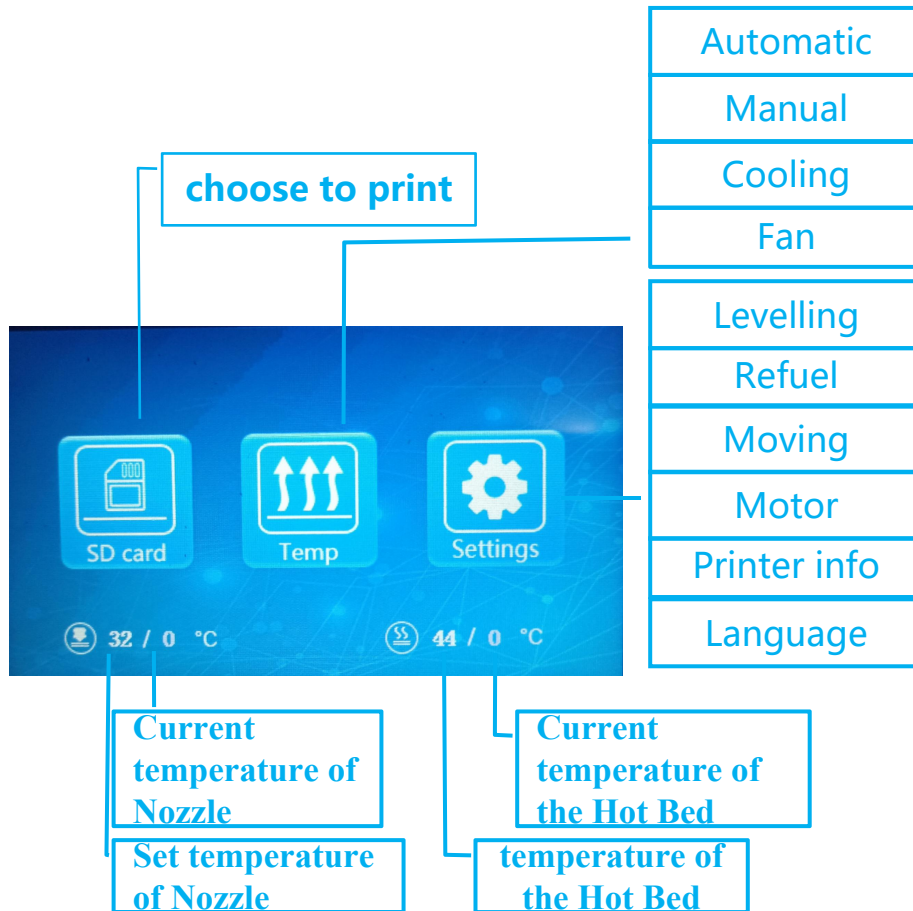 Automatic
Manual
Cooling
Fan
choose to print
Levelling
Refuel
Moving
Motor
Printer info
Language
SD card
Temp
Settings
32 / 0 °C
44 / 0 °C
Current
temperature of
Nozzle
Set temperature
of Nozzle
Current
temperature of
the Hot Bed
temperature of
the Hot Bed